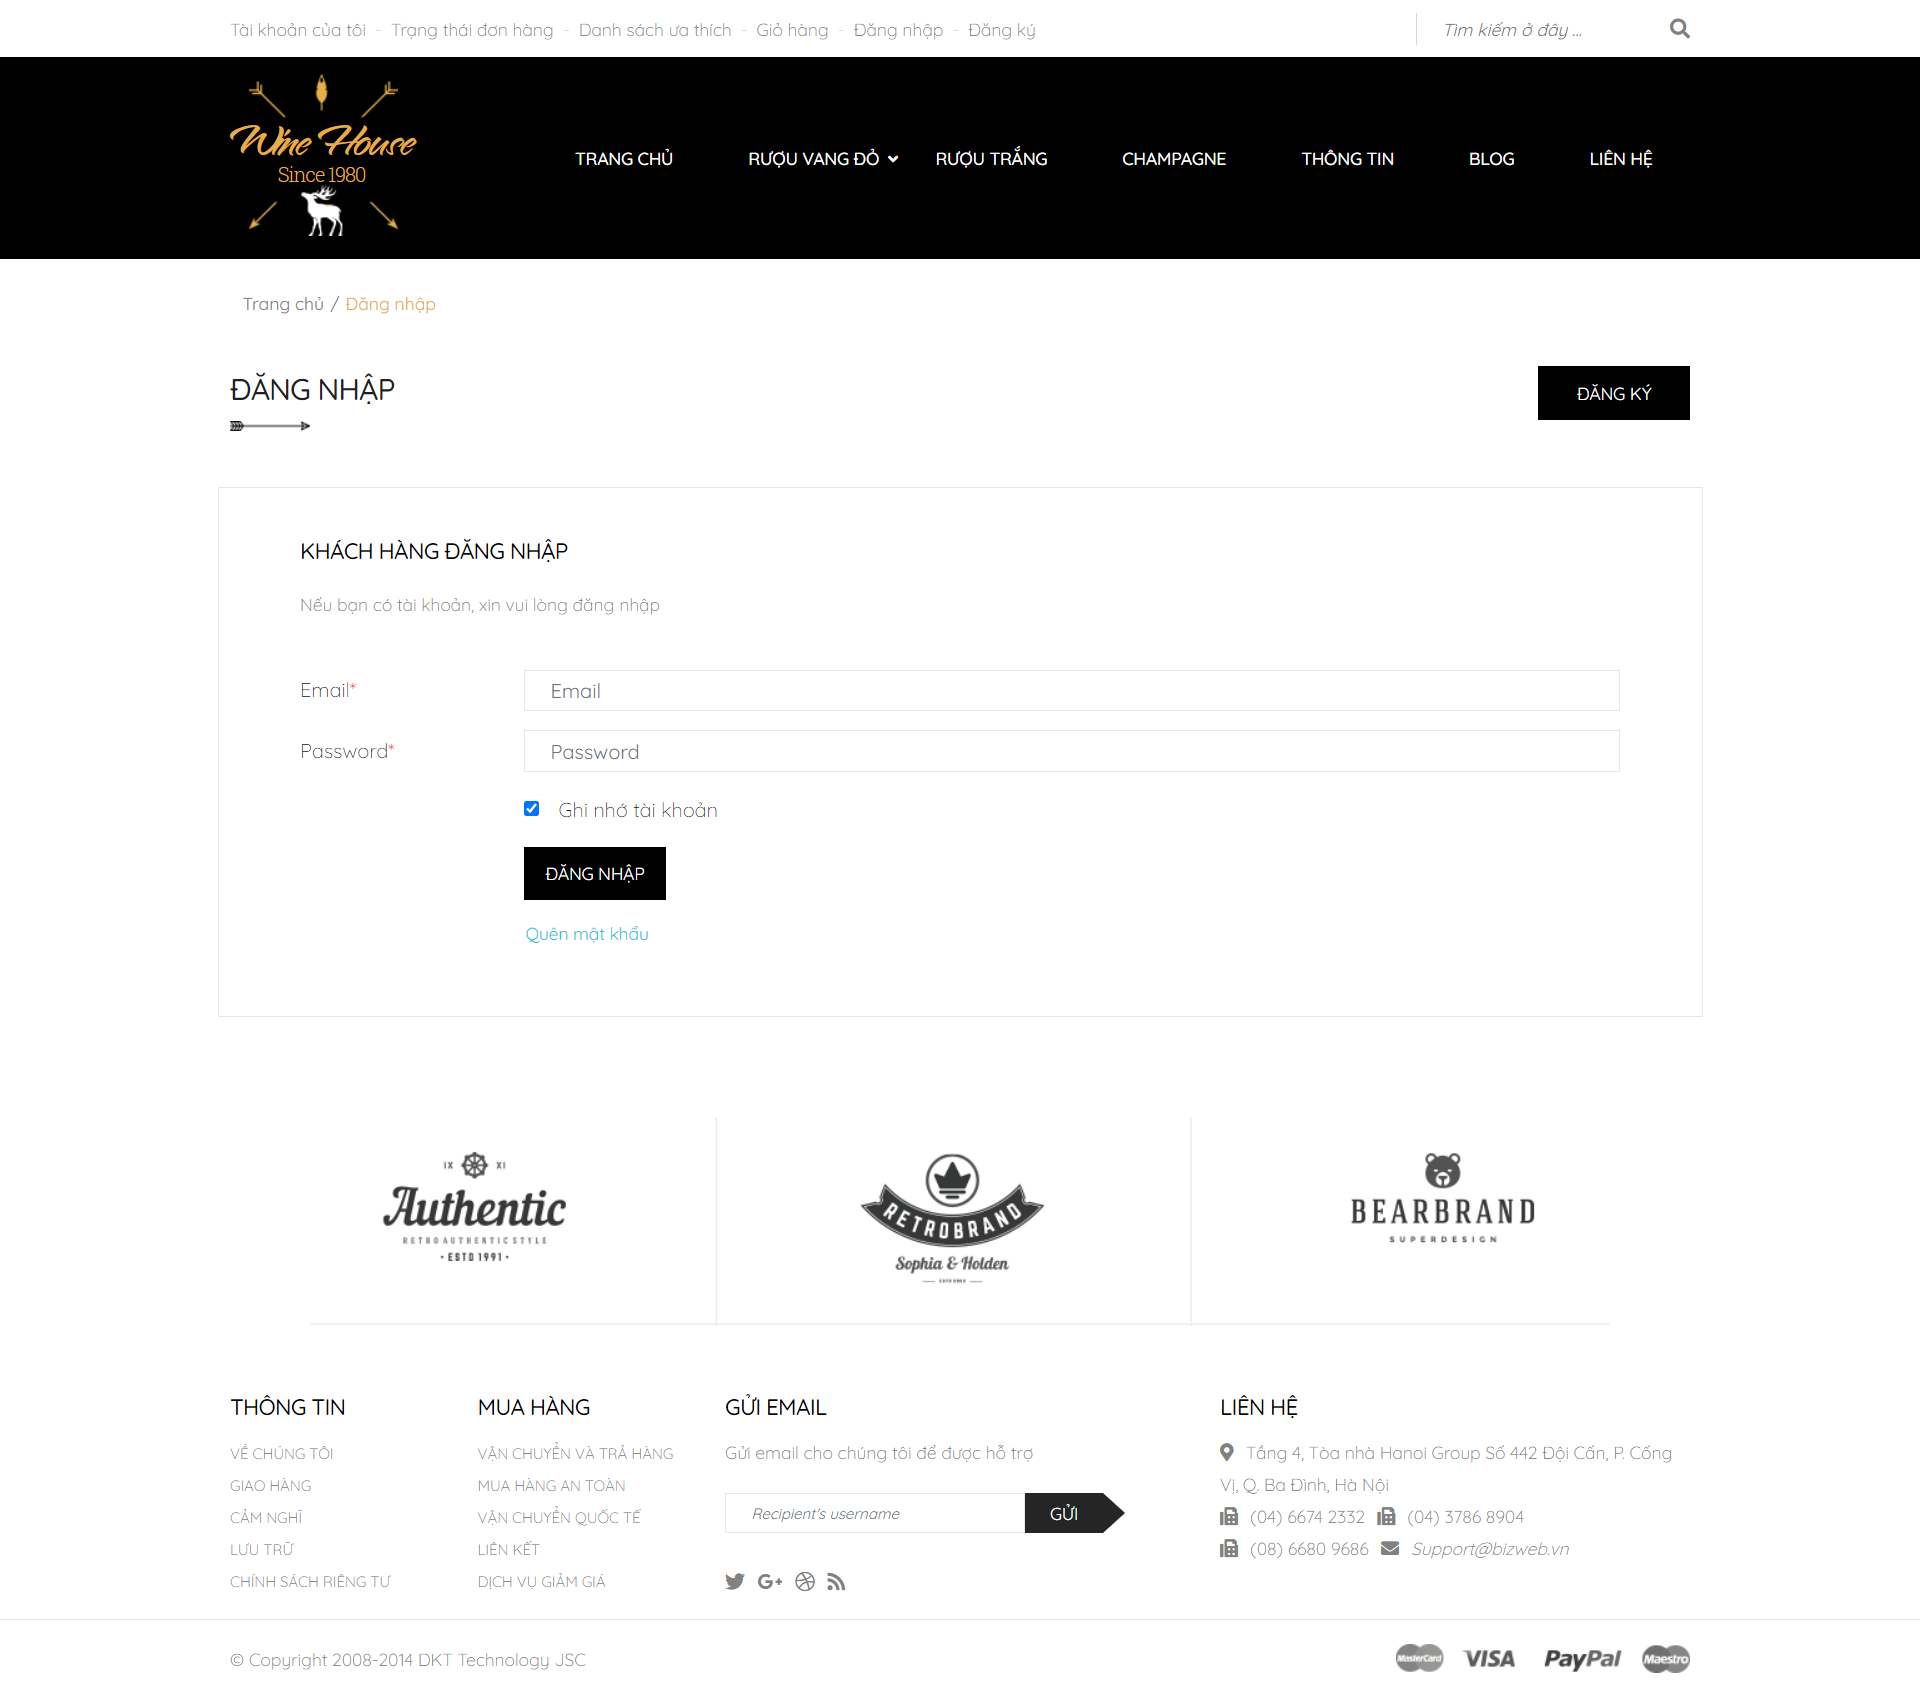 Tài khoản của tôi - Trạng thái đơn hàng - Danh sách ưa thích - Giỏ hàng - Đăng nhập - Đăng ký
Tìm kiếm ở đây ...
Wine House
Since 1980
TRANG CHỦ RƯỢU VANG ĐỎ RƯỢU TRẮNG CHAMPAGNE THÔNG TIN BLOG LIÊN HỆ
Trang chủ / Đăng nhập
ĐĂNG NHẬP
ĐĂNG KÝ
KHÁCH HÀNG ĐĂNG NHẬP
Nếu bạn có tài khoản, xin vui lòng đăng nhập
Email*
Email
Password*
Password
Ghi nhớ tài khoản
ĐĂNG NHẬP
Quên mật khẩu
IX XI
Authentic
RETROAUTHENTICSTYLE
• ESTD 1991 •
RETROBRAND
Sophia & Holden
BEARBRAND
SUPERDESIGN
THÔNG TIN
VỀ CHÚNG TÔI
GIAO HÀNG
CẢM NGHĨ
LƯU TRỮ
CHÍNH SÁCH RIÊNG TƯ
MUA HÀNG
VẬN CHUYỂN VÀ TRẢ HÀNG
MUA HÀNG AN TOÀN
VẬN CHUYỂN QUỐC TẾ
LIÊN KẾT
DỊCH VỤ GIẢM GIÁ
GỬI EMAIL
Gửi email cho chúng tôi để được hỗ trợ
Recipient's username
GỬI
LIÊN HỆ
Tầng 4, Tòa nhà Hanoi Group Số 442 Đội Cấn, P. Cống
Vị, Q. Ba Đình, Hà Nội
(04) 6674 2332 (04) 3786 8904
(08) 6680 9686 Support@bizweb.vn
© Copyright 2008-2014 DKT Technology JSC
MasterCard VISA PayPal Maestro